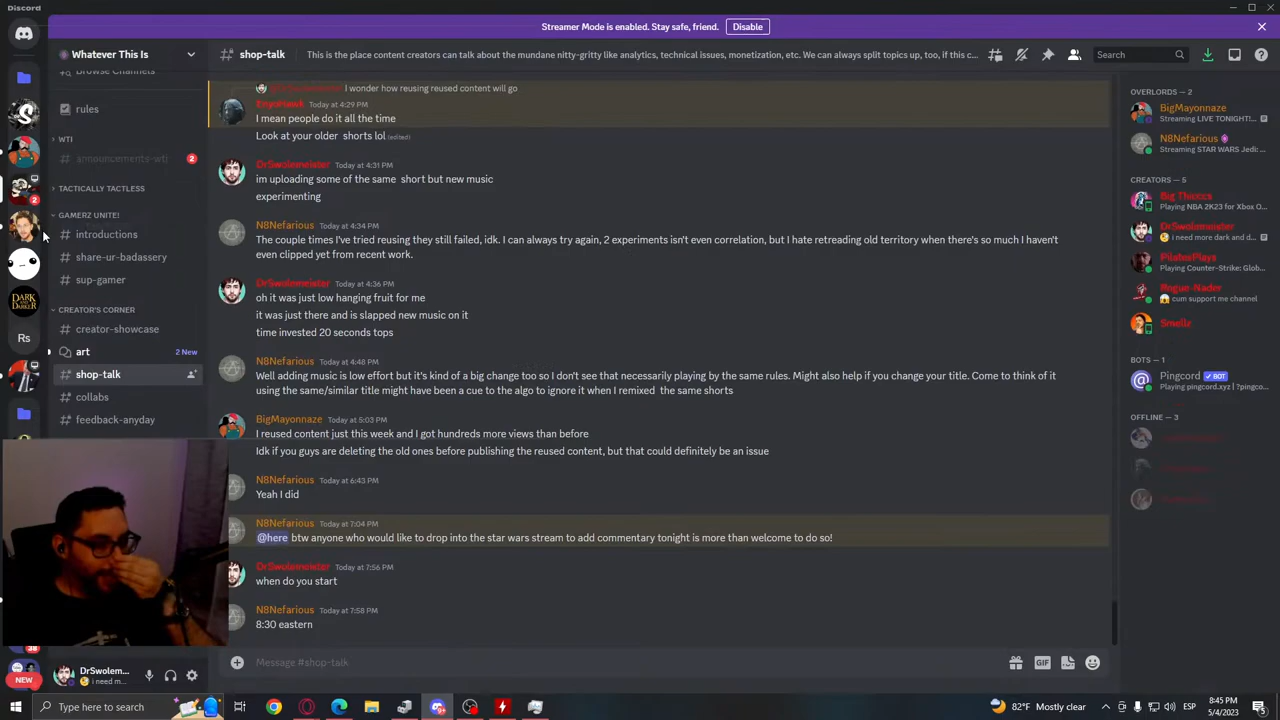 Discord
Streamer Mode is enabled. Stay safe, friend.
Disable
Whatever This Is
shop-talk
This is the place content creators can talk about the mundane nitty-gritty like analytics, technical issues, monetization, etc. We can always split topics up, too, if this c...
Search
Browse Channels
rules
WTI
announcements-wti
2
TACTICALLY TACTLESS
GAMERZ UNITE!
introductions
share-ur-badassery
sup-gamer
CREATOR'S CORNER
creator-showcase
art
2 New
shop-talk
collabs
feedback-anyday
2
DARK AND DARKER
Rs
38
NEW
I wonder how reusing reused content will go
Today at 4:29 PM
I mean people do it all the time
Look at your older shorts lol (edited)
DrSwolemeister Today at 4:31 PM
im uploading some of the same short but new music
experimenting
N8Nefarious Today at 4:34 PM
The couple times I've tried reusing they still failed, idk. I can always try again, 2 experiments isn't even correlation, but I hate retreading old territory when there's so much I haven't
even clipped yet from recent work.
DrSwolemeister Today at 4:36 PM
oh it was just low hanging fruit for me
it was just there and is slapped new music on it
time invested 20 seconds tops
N8Nefarious Today at 4:48 PM
Well adding music is low effort but it's kind of a big change too so I don't see that necessarily playing by the same rules. Might also help if you change your title. Come to think of it
using the same/similar title might have been a cue to the algo to ignore it when I remixed the same shorts
BigMayonnaze Today at 5:03 PM
I reused content just this week and I got hundreds more views than before
Idk if you guys are deleting the old ones before publishing the reused content, but that could definitely be an issue
N8Nefarious Today at 6:43 PM
Yeah I did
N8Nefarious Today at 7:04 PM
@here btw anyone who would like to drop into the star wars stream to add commentary tonight is more than welcome to do so!
DrSwolemeister Today at 7:56 PM
when do you start
N8Nefarious Today at 7:58 PM
8:30 eastern
Message #shop-talk
GIF
DrSwolem...
i need m...
OVERLORDS – 2
BigMayonnaze
Streaming LIVE TONIGHT!...
N8Nefarious
Streaming STAR WARS Jedi: ...
CREATORS – 5
Big Thicccs
Playing NBA 2K23 for Xbox O...
DrSwolemeister
i need more dark and d...
PilatesPlays
Playing Counter-Strike: Glob...
Rogue-Nader
cum support me channel
Smellz
BOTS – 1
Pingcord BOT
Playing pingcord.xyz | ?pingco...
OFFLINE – 3
Type here to search
82°F Mostly clear
ESP
8:45 PM
5/4/2023